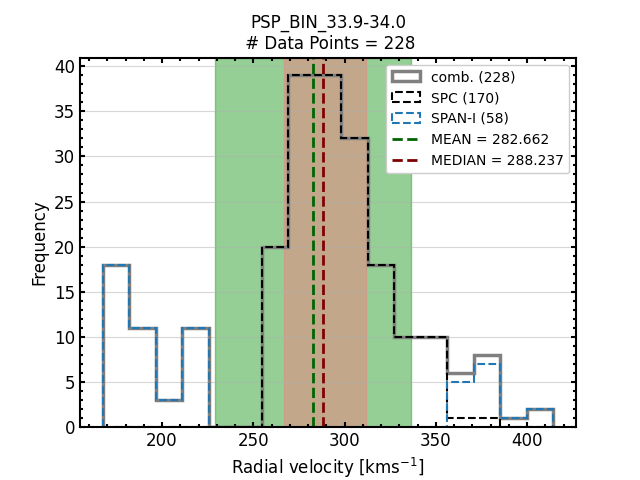 PSP_BIN_33.9-34.0
# Data Points = 228
comb. (228)
SPC (170)
SPAN-I (58)
MEAN = 282.662
MEDIAN = 288.237
Frequency
40
35
30
25
20
15
10
5
0
200 250 300 350 400
Radial velocity [kms⁻¹]